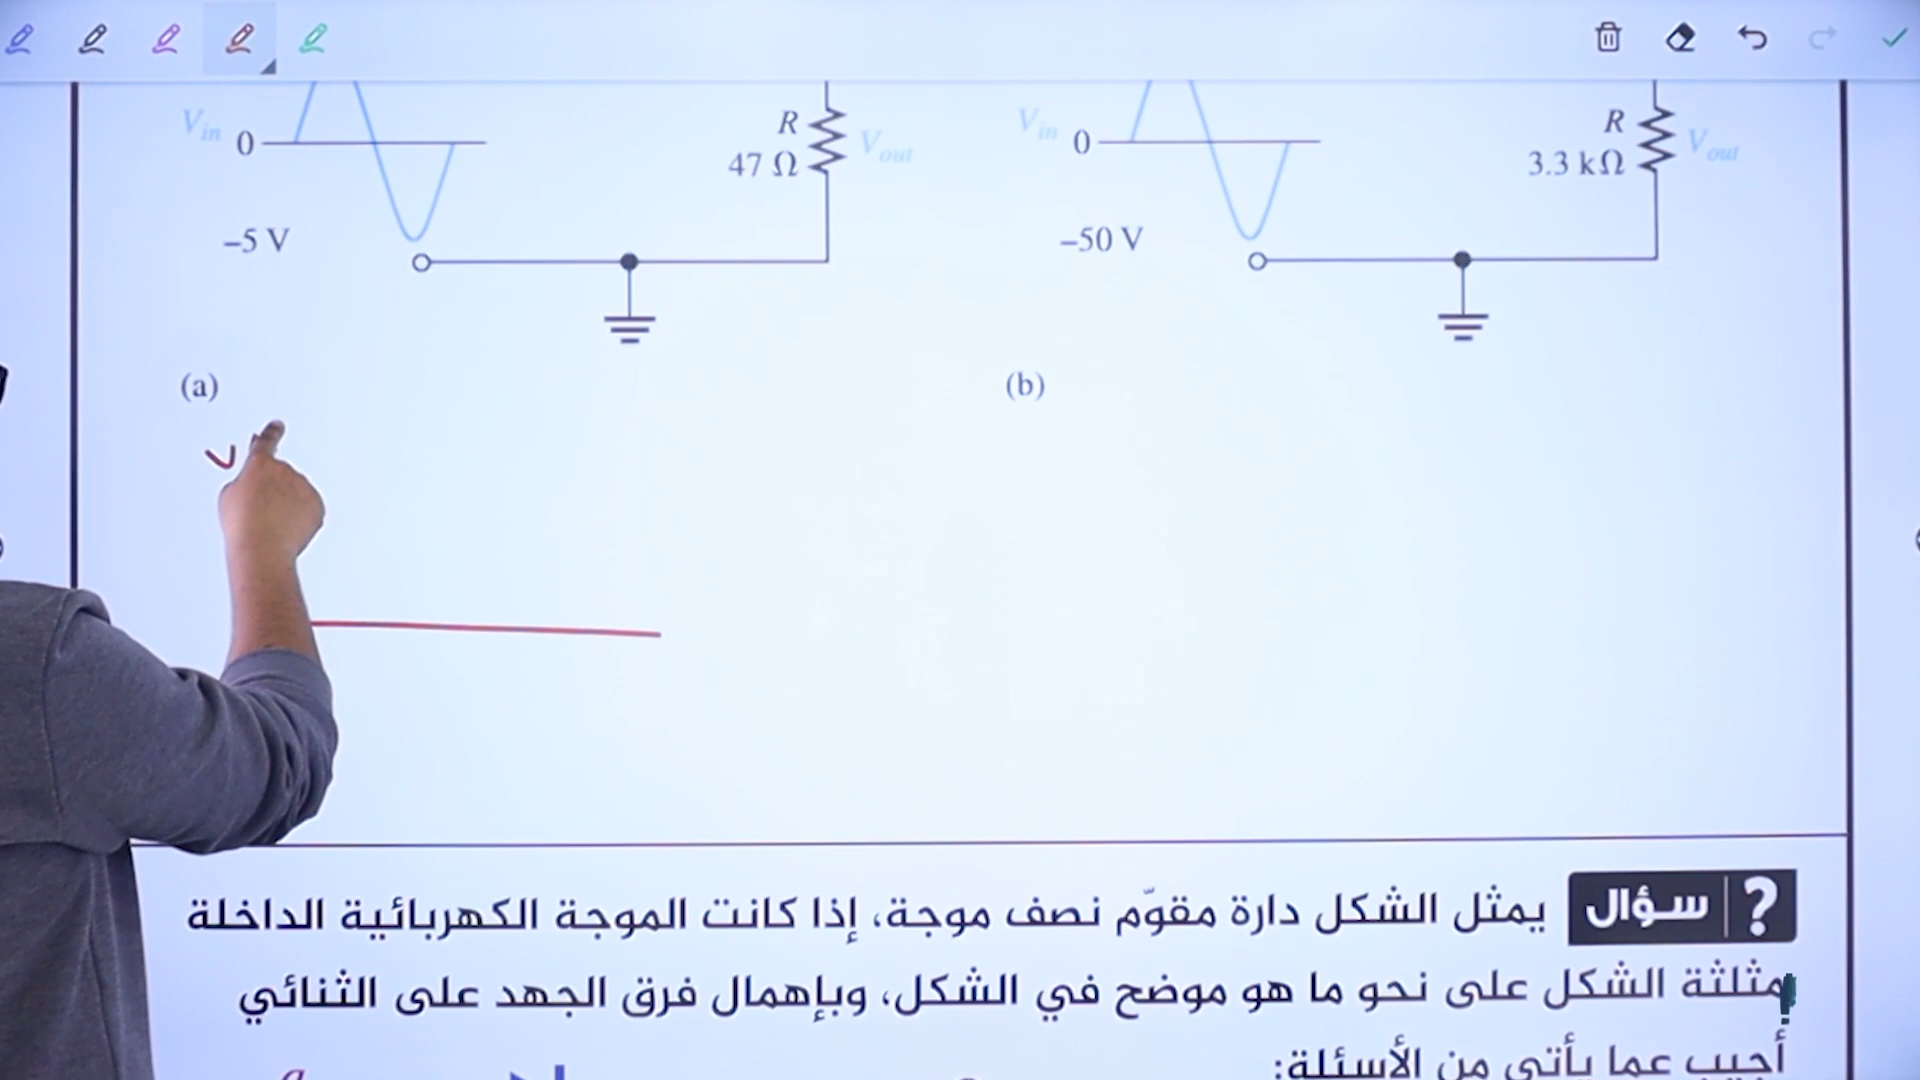 Vin 0
R
47 Ω
Vout
–5 V
(a)
V
Vin 0
R
3.3 kΩ
Vout
–50 V
(b)
? سؤال يمثل الشكل دارة مقوّم نصف موجة، إذا كانت الموجة الكهربائية الداخلة
مثلثة الشكل على نحو ما هو موضح في الشكل، وبإهمال فرق الجهد على الثنائي
أجيب عما يأتي من الأسئلة: